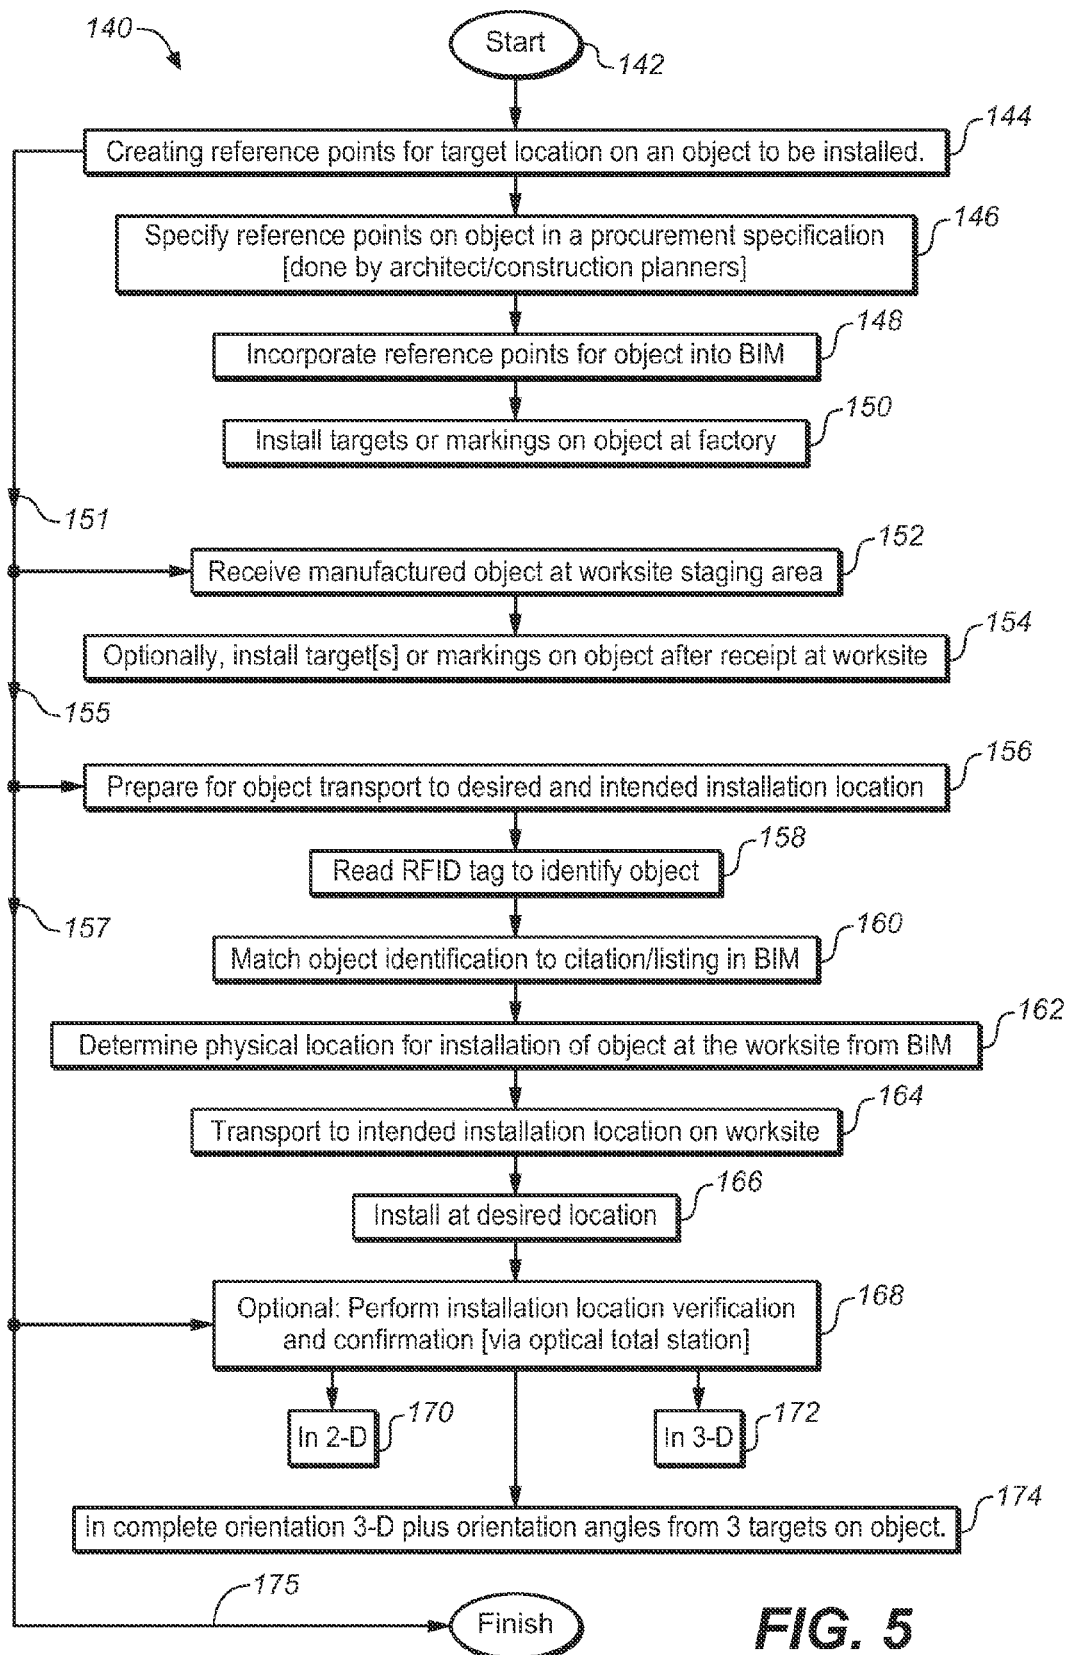 140
Start
142
144
Creating reference points for target location on an object to be installed.
146
Specify reference points on object in a procurement specification
[done by architect/construction planners]
148
Incorporate reference points for object into BIM
150
Install targets or markings on object at factory
151
152
Receive manufactured object at worksite staging area
154
Optionally, install target[s] or markings on object after receipt at worksite
155
156
Prepare for object transport to desired and intended installation location
158
Read RFID tag to identify object
157
160
Match object identification to citation/listing in BIM
162
Determine physical location for installation of object at the worksite from BIM
164
Transport to intended installation location on worksite
166
Install at desired location
168
Optional: Perform installation location verification
and confirmation [via optical total station]
170
In 2-D
172
In 3-D
174
In complete orientation 3-D plus orientation angles from 3 targets on object.
175
Finish
FIG. 5